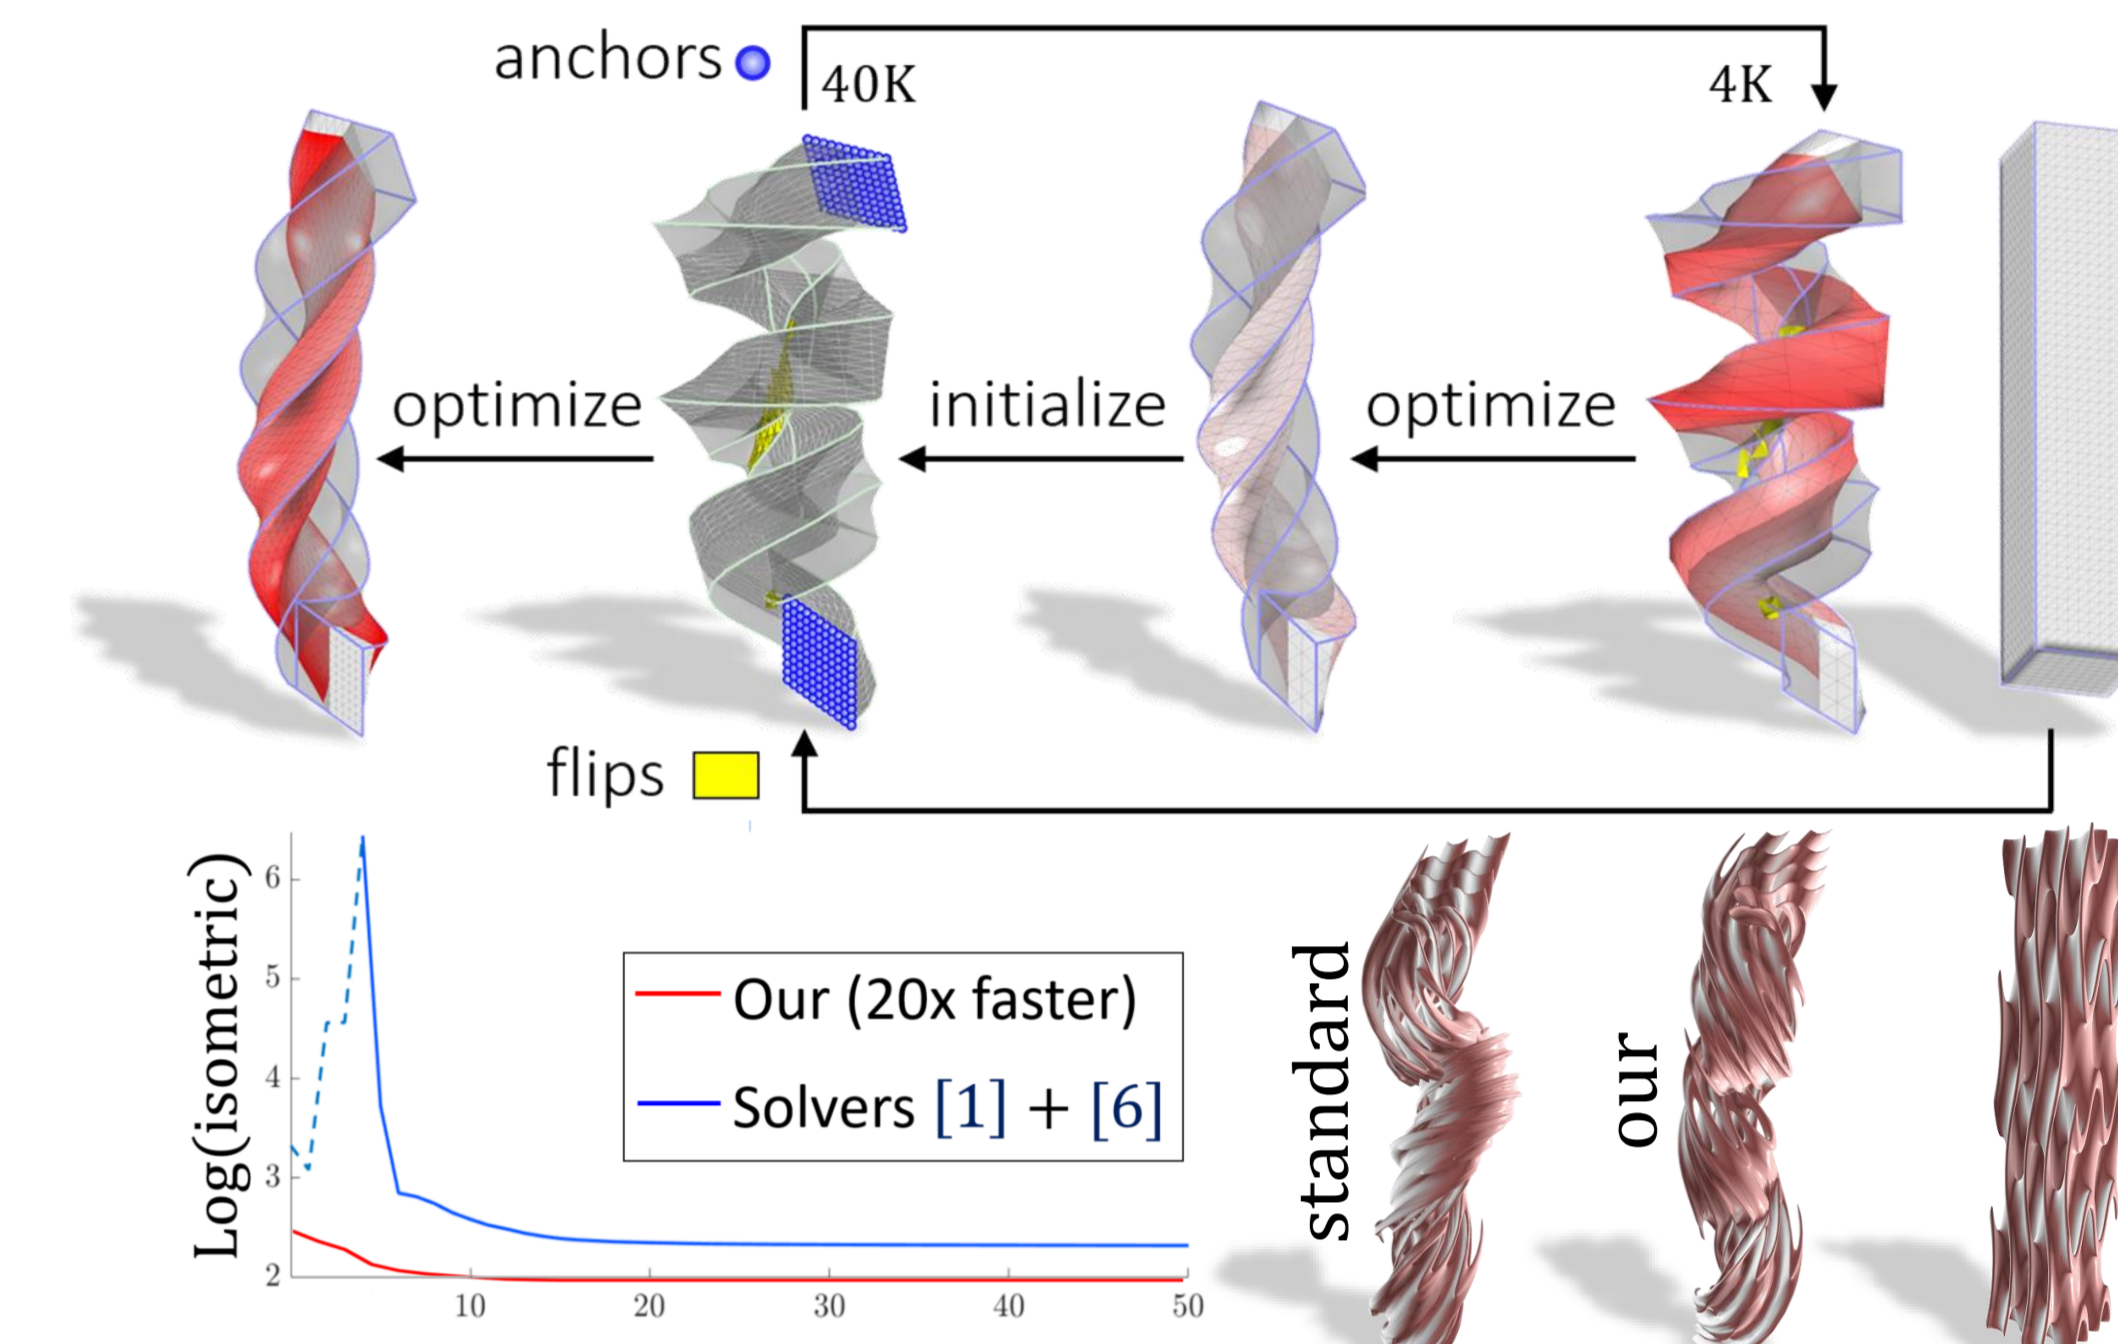 anchors
40K
4K
optimize
initialize
optimize
flips
Log(isometric)
6
5
4
3
2
10
20
30
40
50
Our (20x faster)
Solvers [1] + [6]
standard
our